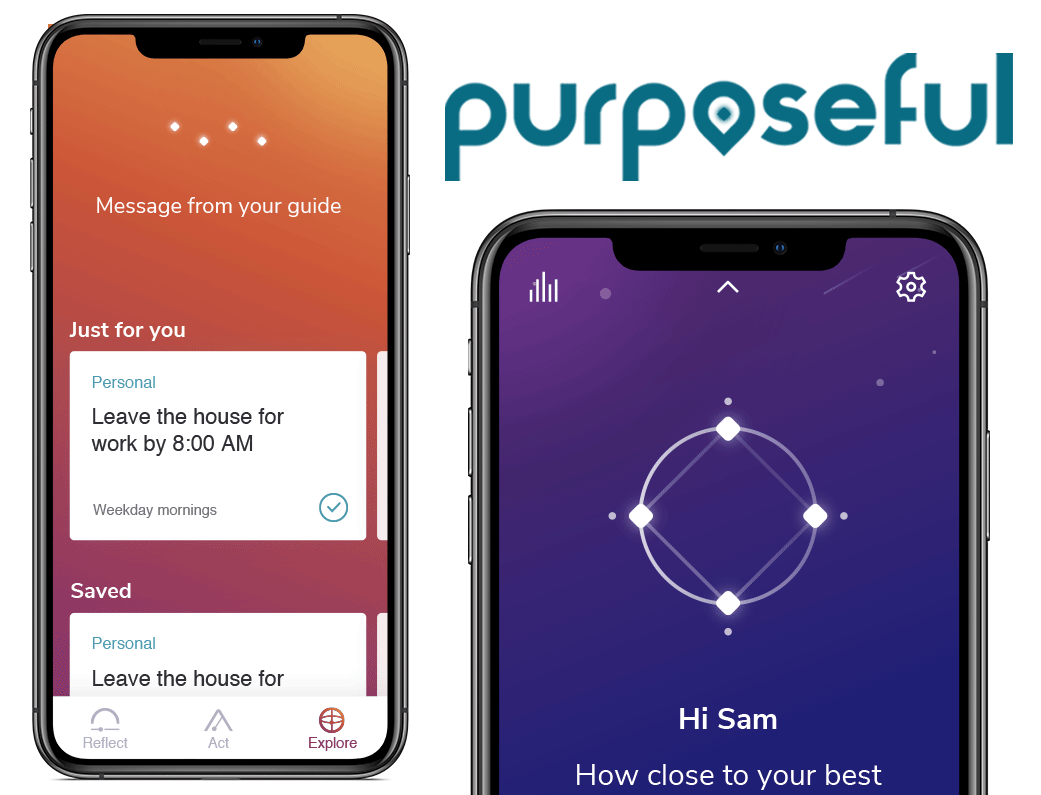 purposeful
Message from your guide
Just for you
Personal
Leave the house for
work by 8:00 AM
Weekday mornings
Saved
Personal
Leave the house for
Reflect
Act
Explore
Hi Sam
How close to your best